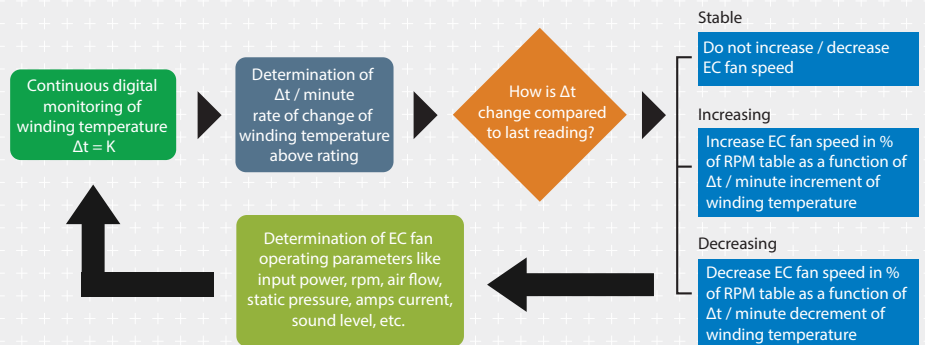 Continuous digital
monitoring of
winding temperature
Δt = K
Determination of
Δt / minute
rate of change of
winding temperature
above rating
How is Δt
change compared
to last reading?
Stable
Do not increase / decrease
EC fan speed
Increasing
Increase EC fan speed in %
of RPM table as a function of
Δt / minute increment of
winding temperature
Decreasing
Decrease EC fan speed in %
of RPM table as a function of
Δt / minute decrement of
winding temperature
Determination of EC fan
operating parameters like
input power, rpm, air flow,
static pressure, amps current,
sound level, etc.